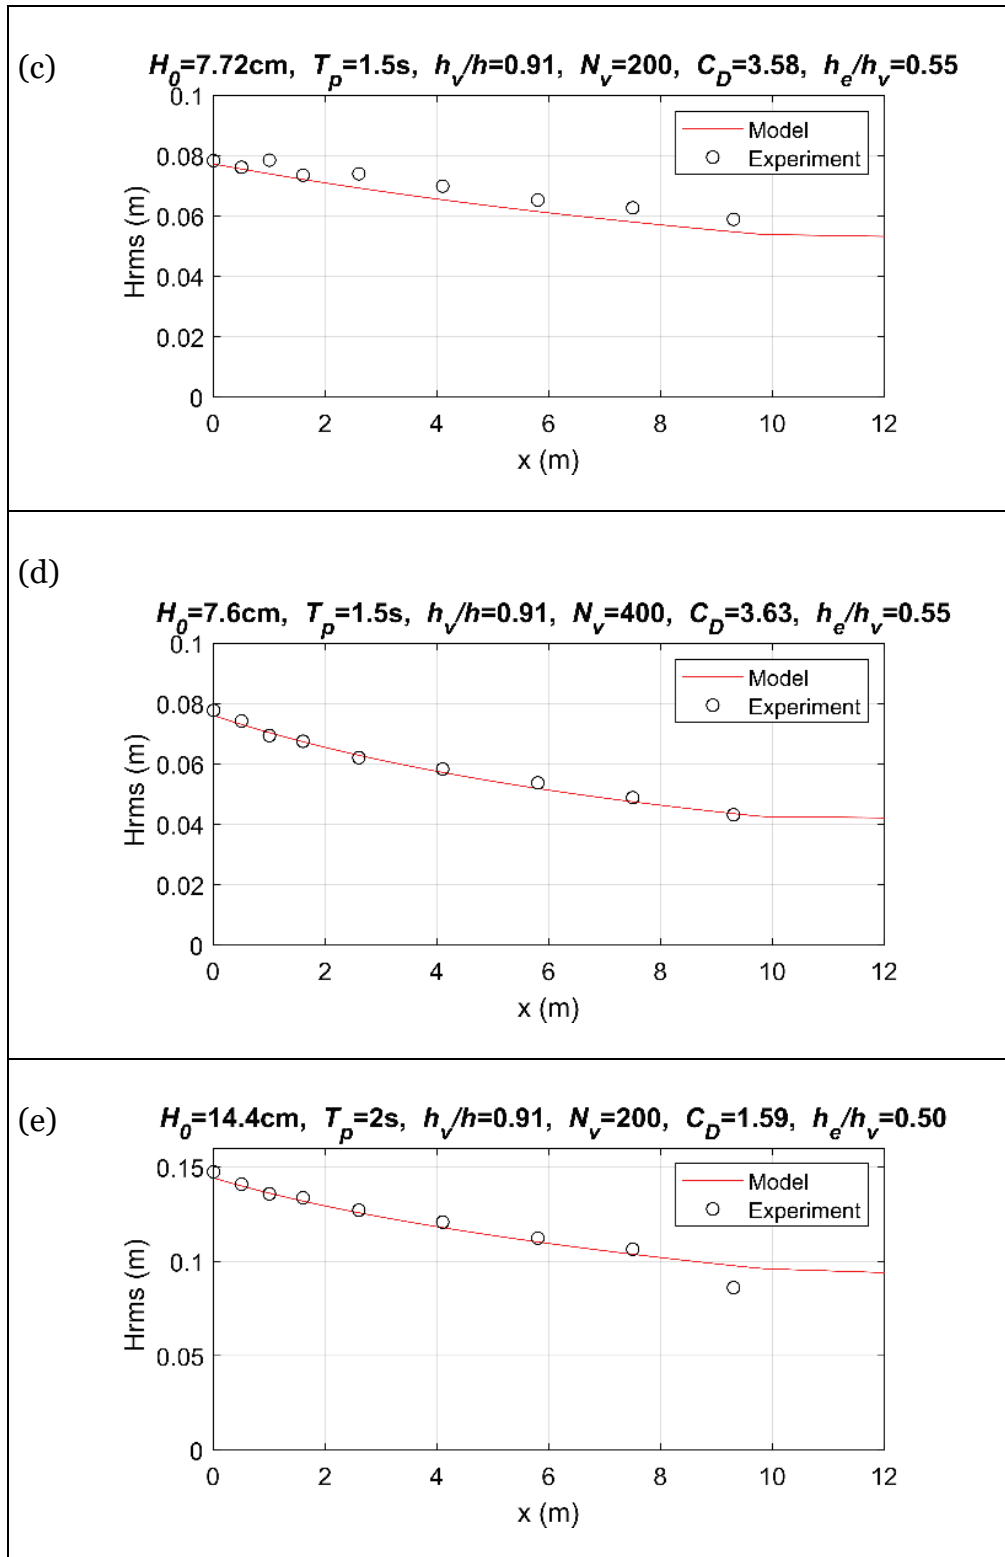 (c)
H0=7.72cm, Tp=1.5s, hv/h=0.91, Nv=200, CD=3.58, he/hv=0.55
0.1
0.08
0.06
0.04
0.02
0
Hrms (m)
Model
Experiment
0 2 4 6 8 10 12
x (m)
(d)
H0=7.6cm, Tp=1.5s, hv/h=0.91, Nv=400, CD=3.63, he/hv=0.55
0.1
0.08
0.06
0.04
0.02
0
Hrms (m)
Model
Experiment
0 2 4 6 8 10 12
x (m)
(e)
H0=14.4cm, Tp=2s, hv/h=0.91, Nv=200, CD=1.59, he/hv=0.50
0.15
0.1
0.05
0
Hrms (m)
Model
Experiment
0 2 4 6 8 10 12
x (m)